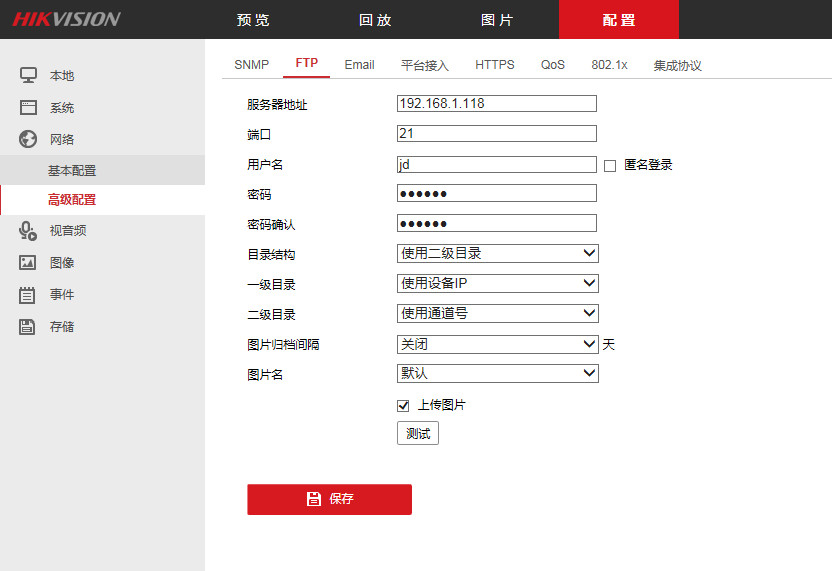 HIKVISION 预览 回放 图片 配置
SNMP FTP Email 平台接入 HTTPS QoS 802.1x 集成协议
本地
系统
网络
基本配置
高级配置
视音频
图像
事件
存储
服务器地址 192.168.1.118
端口 21
用户名 jd 匿名登录
密码 ●●●●●●
密码确认 ●●●●●●
目录结构 使用二级目录
一级目录 使用设备IP
二级目录 使用通道号
图片归档间隔 关闭 天
图片名 默认
上传图片
测试
保存